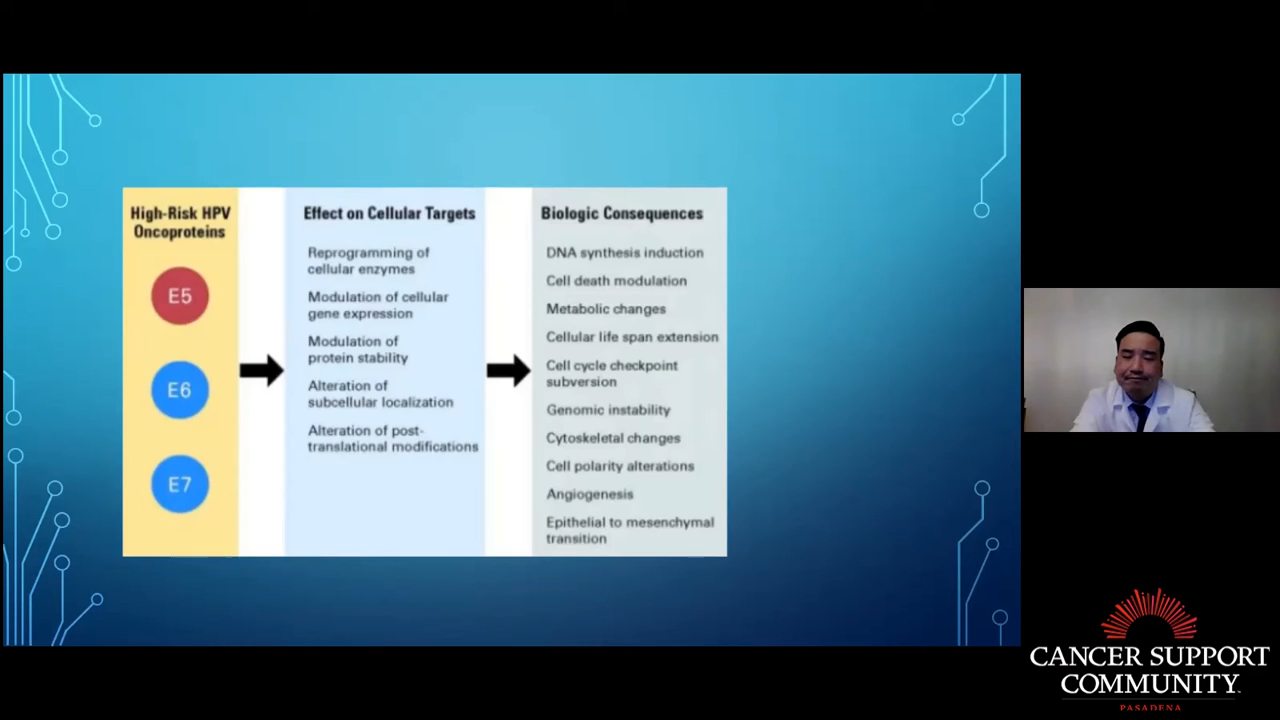 High-Risk HPV
Oncoproteins
E5
E6
E7
Effect on Cellular Targets
Reprogramming of
cellular enzymes
Modulation of cellular
gene expression
Modulation of
protein stability
Alteration of
subcellular localization
Alteration of post-
translational modifications
Biologic Consequences
DNA synthesis induction
Cell death modulation
Metabolic changes
Cellular life span extension
Cell cycle checkpoint
subversion
Genomic instability
Cytoskeletal changes
Cell polarity alterations
Angiogenesis
Epithelial to mesenchymal
transition
CANCER SUPPORT
COMMUNITY
PASADENA